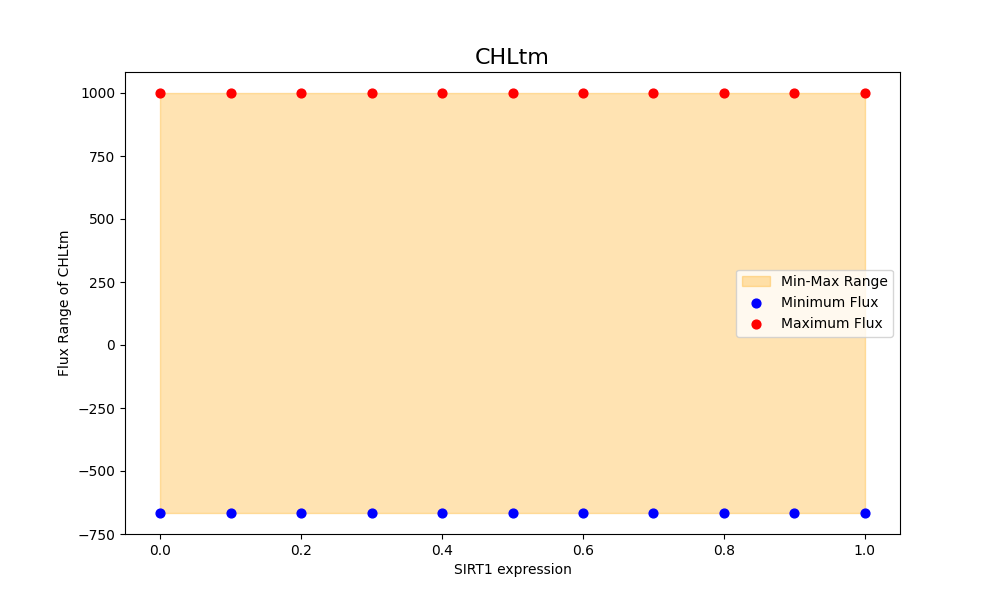 CHLtm
Flux Range of CHLtm
1000
750
500
250
0
−250
−500
−750
Min-Max Range
Minimum Flux
Maximum Flux
0.0 0.2 0.4 0.6 0.8 1.0
SIRT1 expression